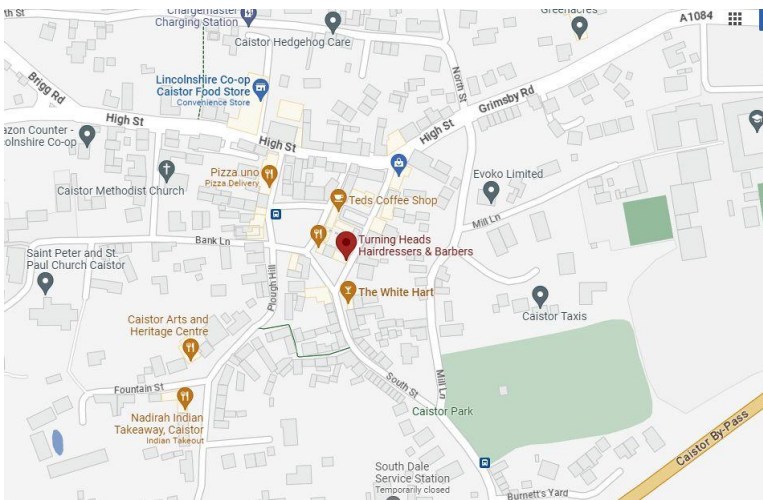 th St
Chargemaster
Charging Station
Caistor Hedgehog Care
Greenacres
A1084
Brigg Rd
North St
Grimsby Rd
Lincolnshire Co-op
Caistor Food Store
Convenience Store
High St
High St
High St
azon Counter -
olnshire Co-op
Pizza uno
Pizza Delivery
Caistor Methodist Church
Teds Coffee Shop
Evoko Limited
Mill Ln
Bank Ln
Turning Heads
Hairdressers & Barbers
Saint Peter and St.
Paul Church Caistor
Plough Hill
The White Hart
Caistor Taxis
Caistor Arts and
Heritage Centre
Fountain St
South St
Mill Ln
Nadirah Indian
Takeaway, Caistor
Indian Takeout
Caistor Park
Caistor By-Pass
South Dale
Service Station
Temporarily closed
Burnett's Yard